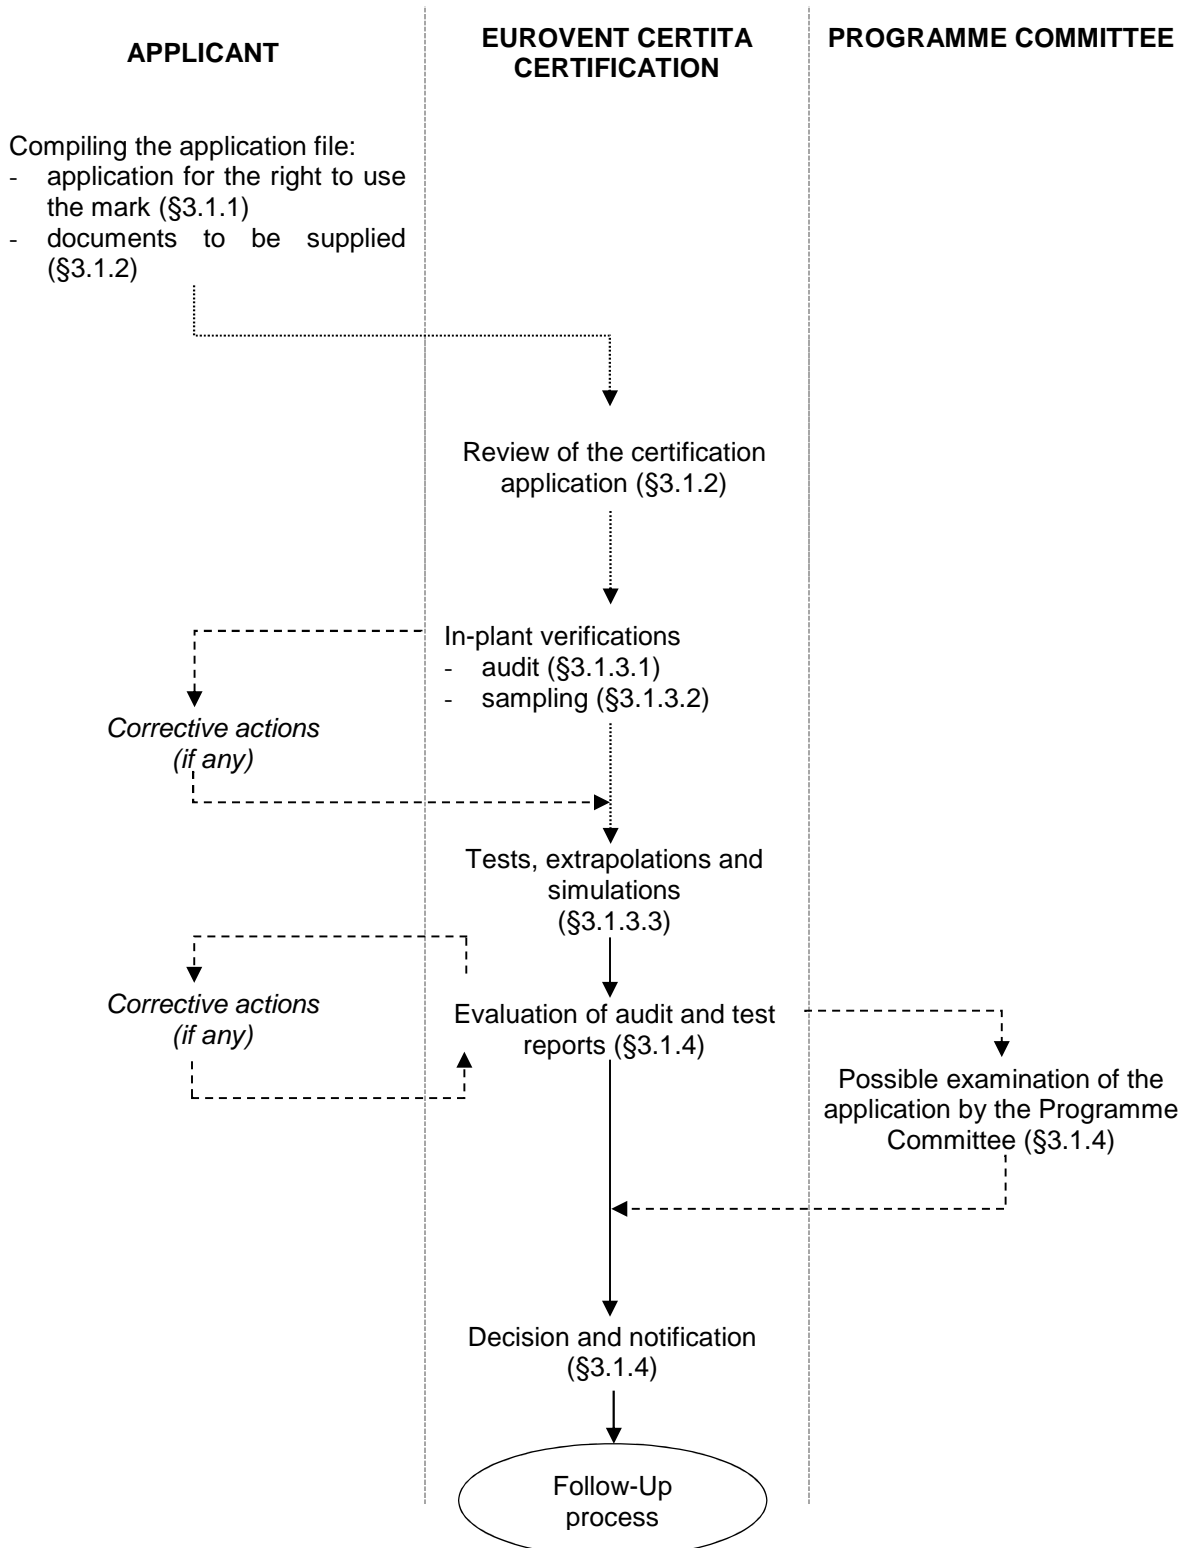 APPLICANT
EUROVENT CERTITA
CERTIFICATION
PROGRAMME COMMITTEE
Compiling the application file:
- application for the right to use
the mark (§3.1.1)
- documents to be supplied
(§3.1.2)
Review of the certification
application (§3.1.2)
In-plant verifications
- audit (§3.1.3.1)
- sampling (§3.1.3.2)
Corrective actions
(if any)
Tests, extrapolations and
simulations
(§3.1.3.3)
Corrective actions
(if any)
Evaluation of audit and test
reports (§3.1.4)
Possible examination of the
application by the Programme
Committee (§3.1.4)
Decision and notification
(§3.1.4)
Follow-Up
process